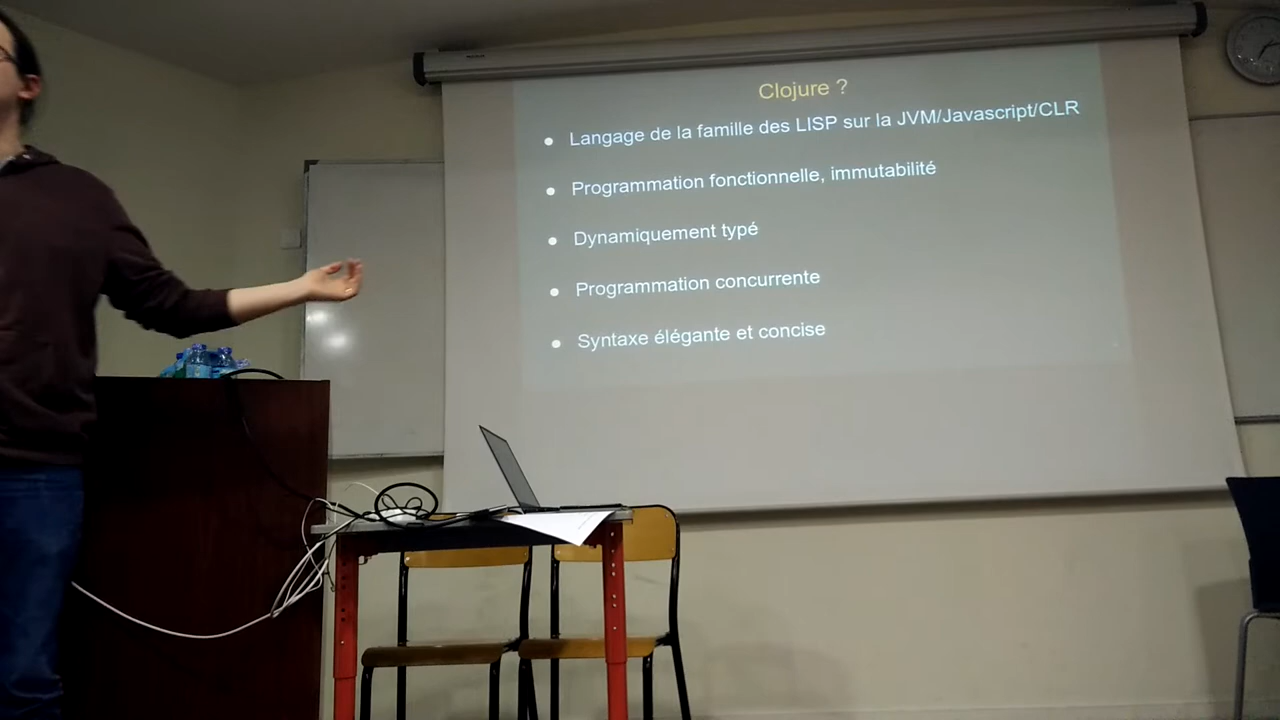 Clojure ?
Langage de la famille des LISP sur la JVM/Javascript/CLR
Programmation fonctionnelle, immutabilité
Dynamiquement typé
Programmation concurrente
Syntaxe élégante et concise